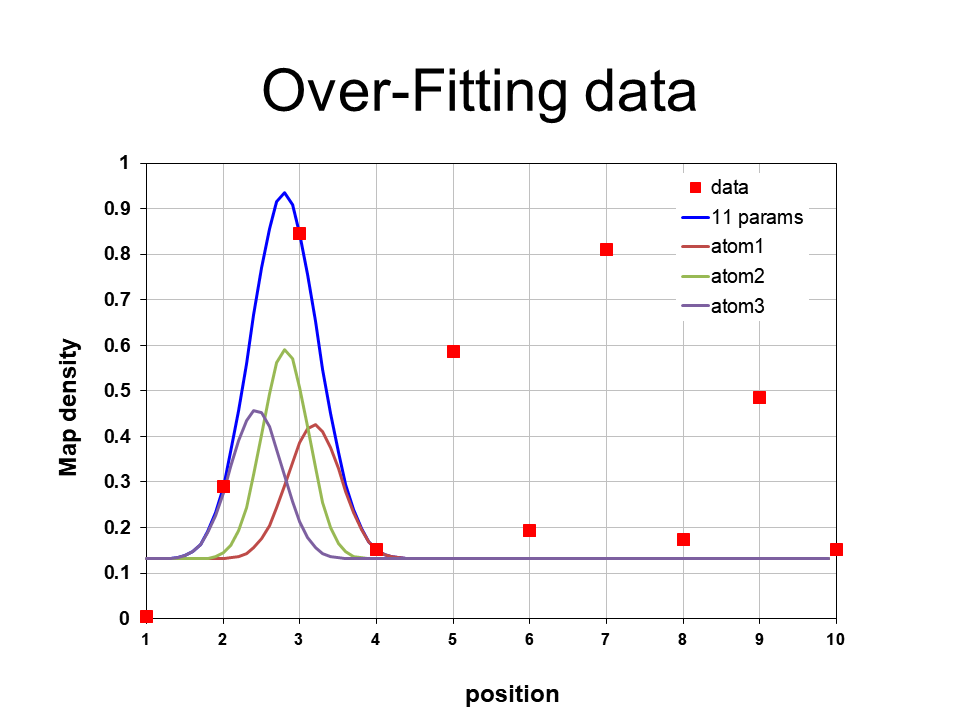 Over-Fitting data
1
0.9
0.8
0.7
0.6
0.5
0.4
0.3
0.2
0.1
0
Map density
data
11 params
atom1
atom2
atom3
1 2 3 4 5 6 7 8 9 10
position